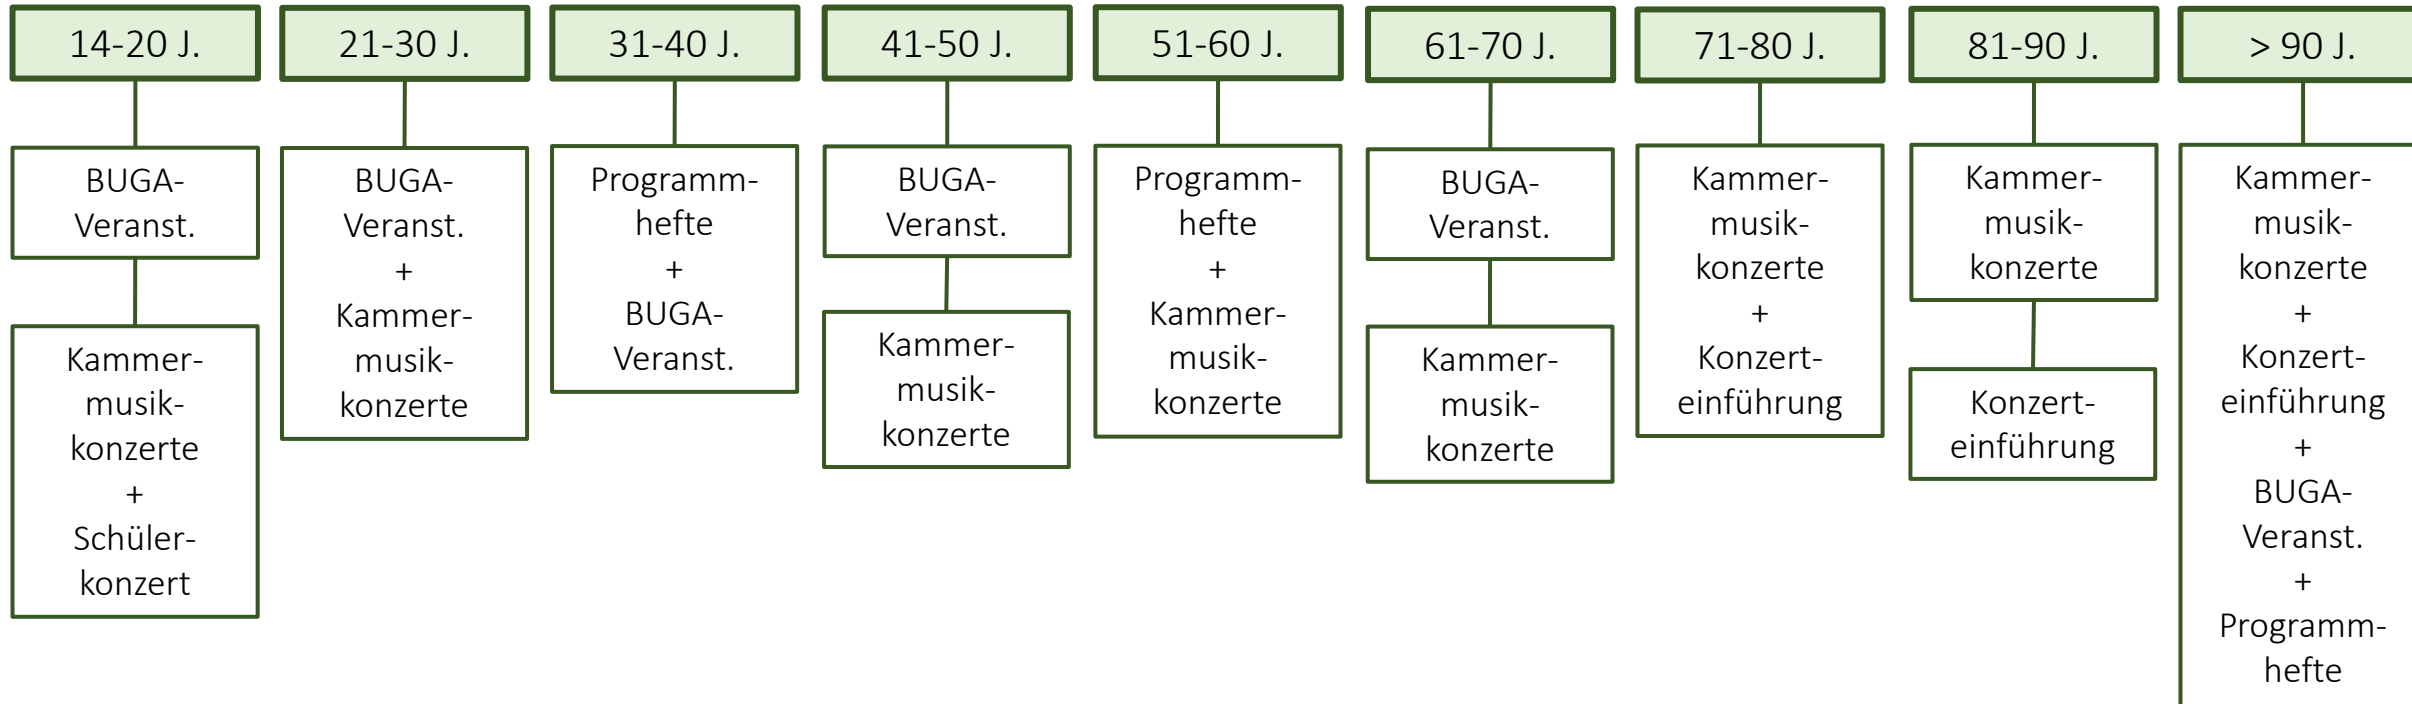 14-20 J.
BUGA-
Veranst.
Kammer-
musik-
konzerte
+
Schüler-
konzert
21-30 J.
BUGA-
Veranst.
+
Kammer-
musik-
konzerte
31-40 J.
Programm-
hefte
+
BUGA-
Veranst.
41-50 J.
BUGA-
Veranst.
Kammer-
musik-
konzerte
51-60 J.
Programm-
hefte
+
Kammer-
musik-
konzerte
61-70 J.
BUGA-
Veranst.
Kammer-
musik-
konzerte
71-80 J.
Kammer-
musik-
konzerte
+
Konzert-
einführung
81-90 J.
Kammer-
musik-
konzerte
Konzert-
einführung
> 90 J.
Kammer-
musik-
konzerte
+
Konzert-
einführung
+
BUGA-
Veranst.
+
Programm-
hefte